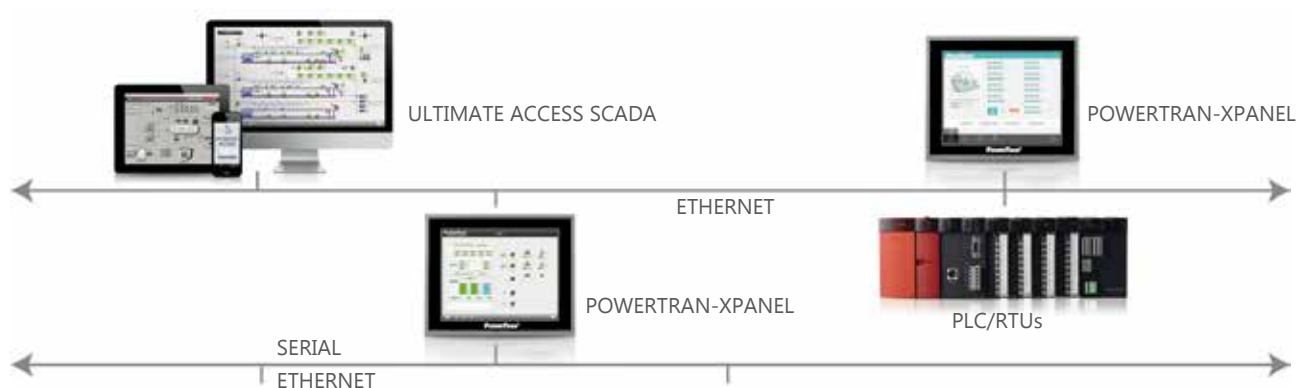 ULTIMATE ACCESS SCADA
POWERTRAN-XPANEL
ETHERNET
POWERTRAN-XPANEL
PLC/RTUs
SERIAL
ETHERNET